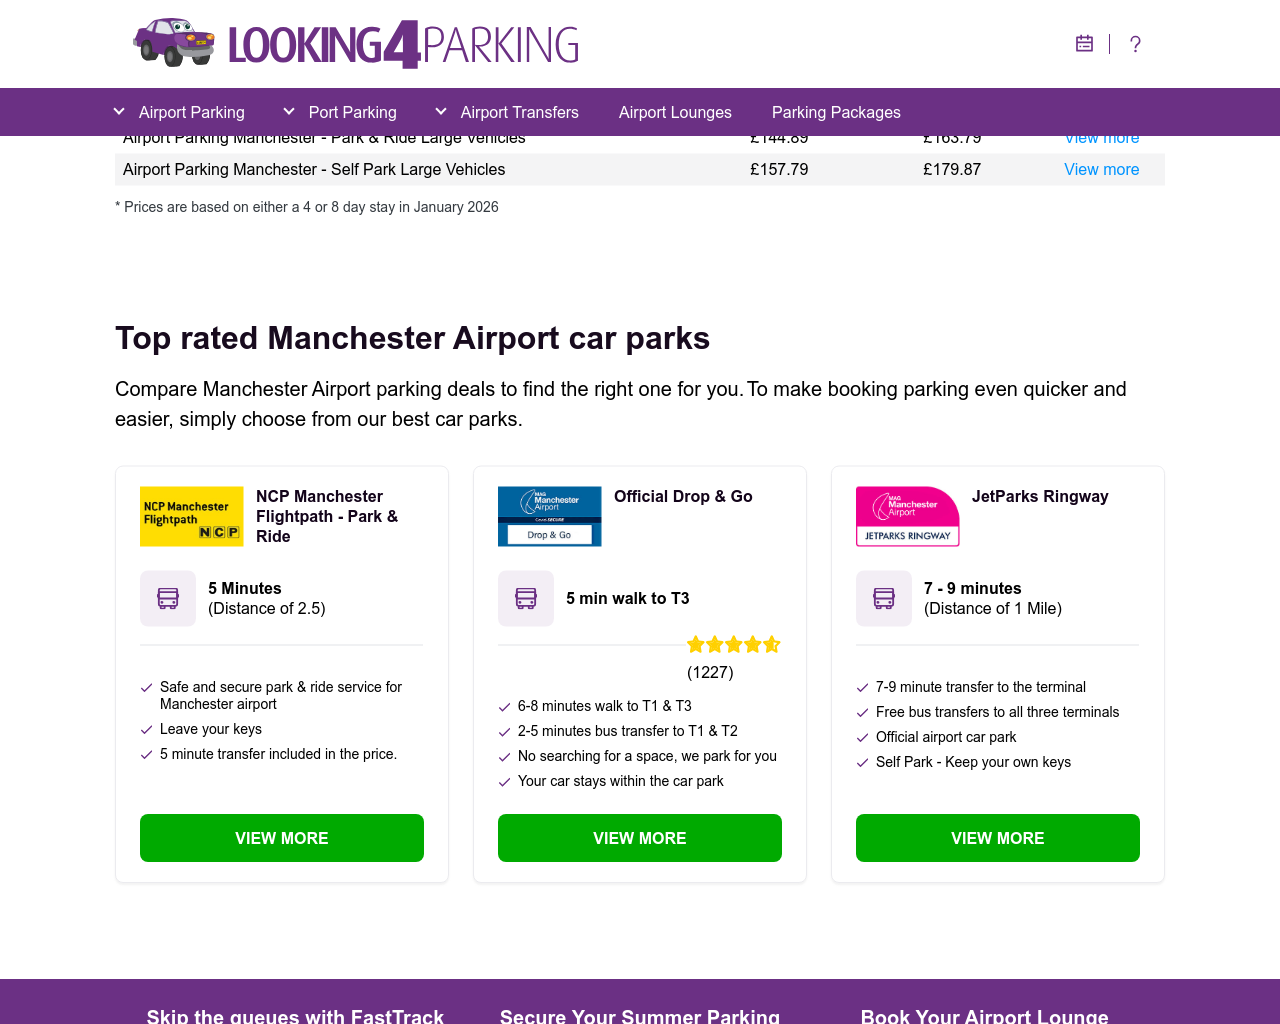 LOOKING4PARKING
Airport Parking Port Parking Airport Transfers Airport Lounges Parking Packages
Airport Parking Manchester - Park & Ride Large Vehicles £144.89 £163.79 View more
Airport Parking Manchester - Self Park Large Vehicles £157.79 £179.87 View more
* Prices are based on either a 4 or 8 day stay in January 2026
Top rated Manchester Airport car parks
Compare Manchester Airport parking deals to find the right one for you. To make booking parking even quicker and
easier, simply choose from our best car parks.
NCP Manchester
Flightpath
NCP
NCP Manchester
Flightpath - Park &
Ride
5 Minutes
(Distance of 2.5)
Safe and secure park & ride service for
Manchester airport
Leave your keys
5 minute transfer included in the price.
VIEW MORE
MAG
Manchester
Airport
Drop & Go
Official Drop & Go
5 min walk to T3
(1227)
6-8 minutes walk to T1 & T3
2-5 minutes bus transfer to T1 & T2
No searching for a space, we park for you
Your car stays within the car park
VIEW MORE
MAG
Manchester
Airport
JETPARKS RINGWAY
JetParks Ringway
7 - 9 minutes
(Distance of 1 Mile)
7-9 minute transfer to the terminal
Free bus transfers to all three terminals
Official airport car park
Self Park - Keep your own keys
VIEW MORE
Skip the queues with FastTrack
Secure Your Summer Parking
Book Your Airport Lounge